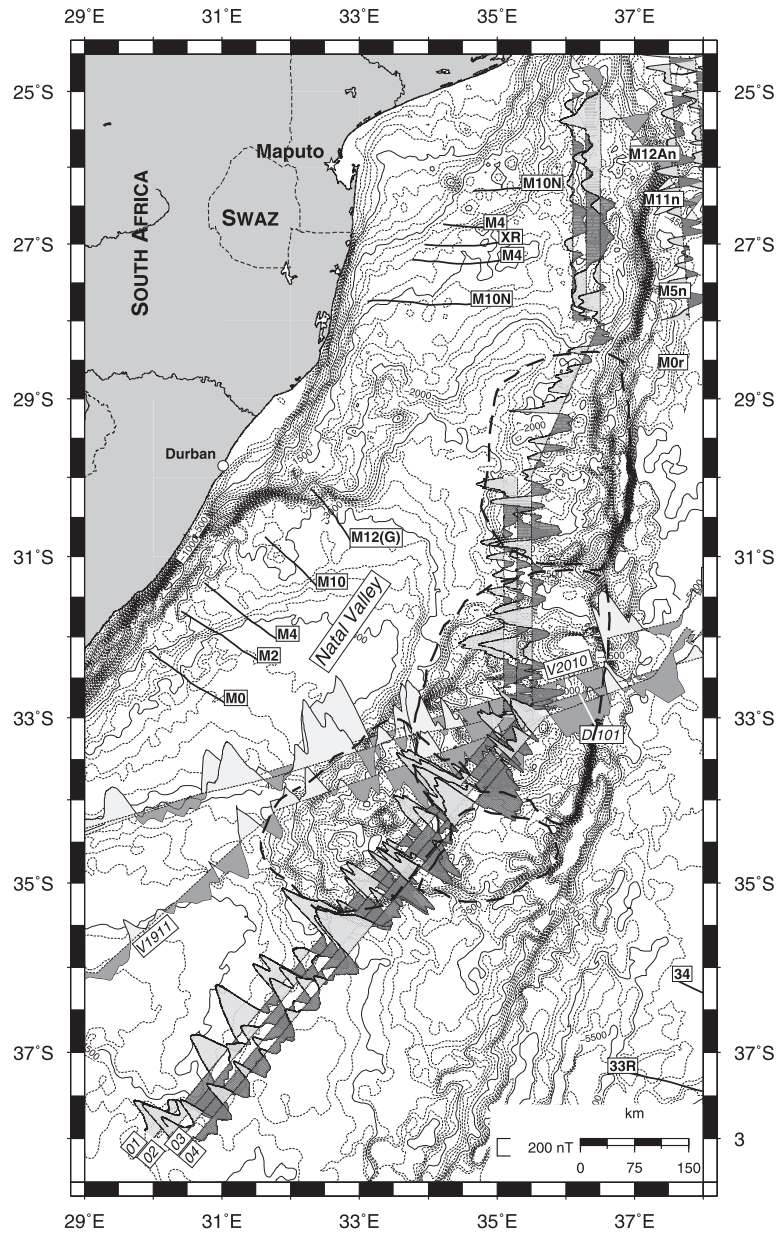 29°E 31°E 33°E 35°E 37°E
25°S 25°S
Maputo
M12An
M10N
M11n
SWAZ
SOUTH AFRICA
M4
27°S XR 27°S
M4
M5n
M10N
M0r
29°S 29°S
2000
2000
Durban
31°S M12(G) 31°S
M10
Natal Valley
M4
M2
V2010
4500
M0
33°S 33°S
D/101
35°S 35°S
V1911
34
5500
37°S 37°S
33R
km
01
02
03
04
200 nT
3
0 75 150
29°E 31°E 33°E 35°E 37°E